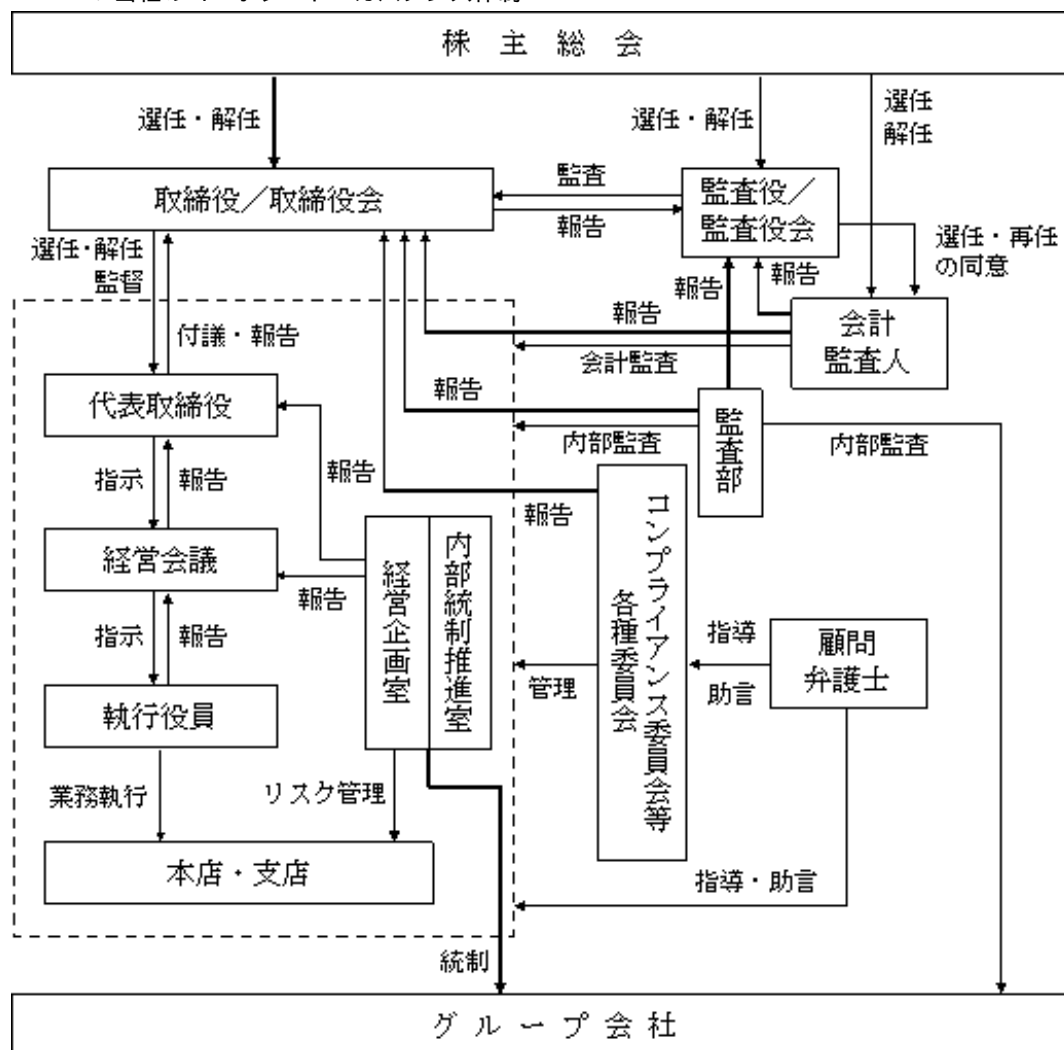 株主総会
選任・解任
選任・解任
選任
解任
取締役／取締役会
監査
報告
監査役／
監査役会
選任・再任
の同意
選任・解任
監督
付議・報告
報告
報告
報告
会計監査
会計
監査人
代表取締役
報告
内部監査
監査部
内部監査
指示
報告
報告
報告
経営会議
報告
経営企画室
内部統制推進室
コンプライアンス委員会等
各種委員会
指示
報告
管理
指導
助言
顧問
弁護士
執行役員
業務執行
リスク管理
本店・支店
指導・助言
統制
グループ会社